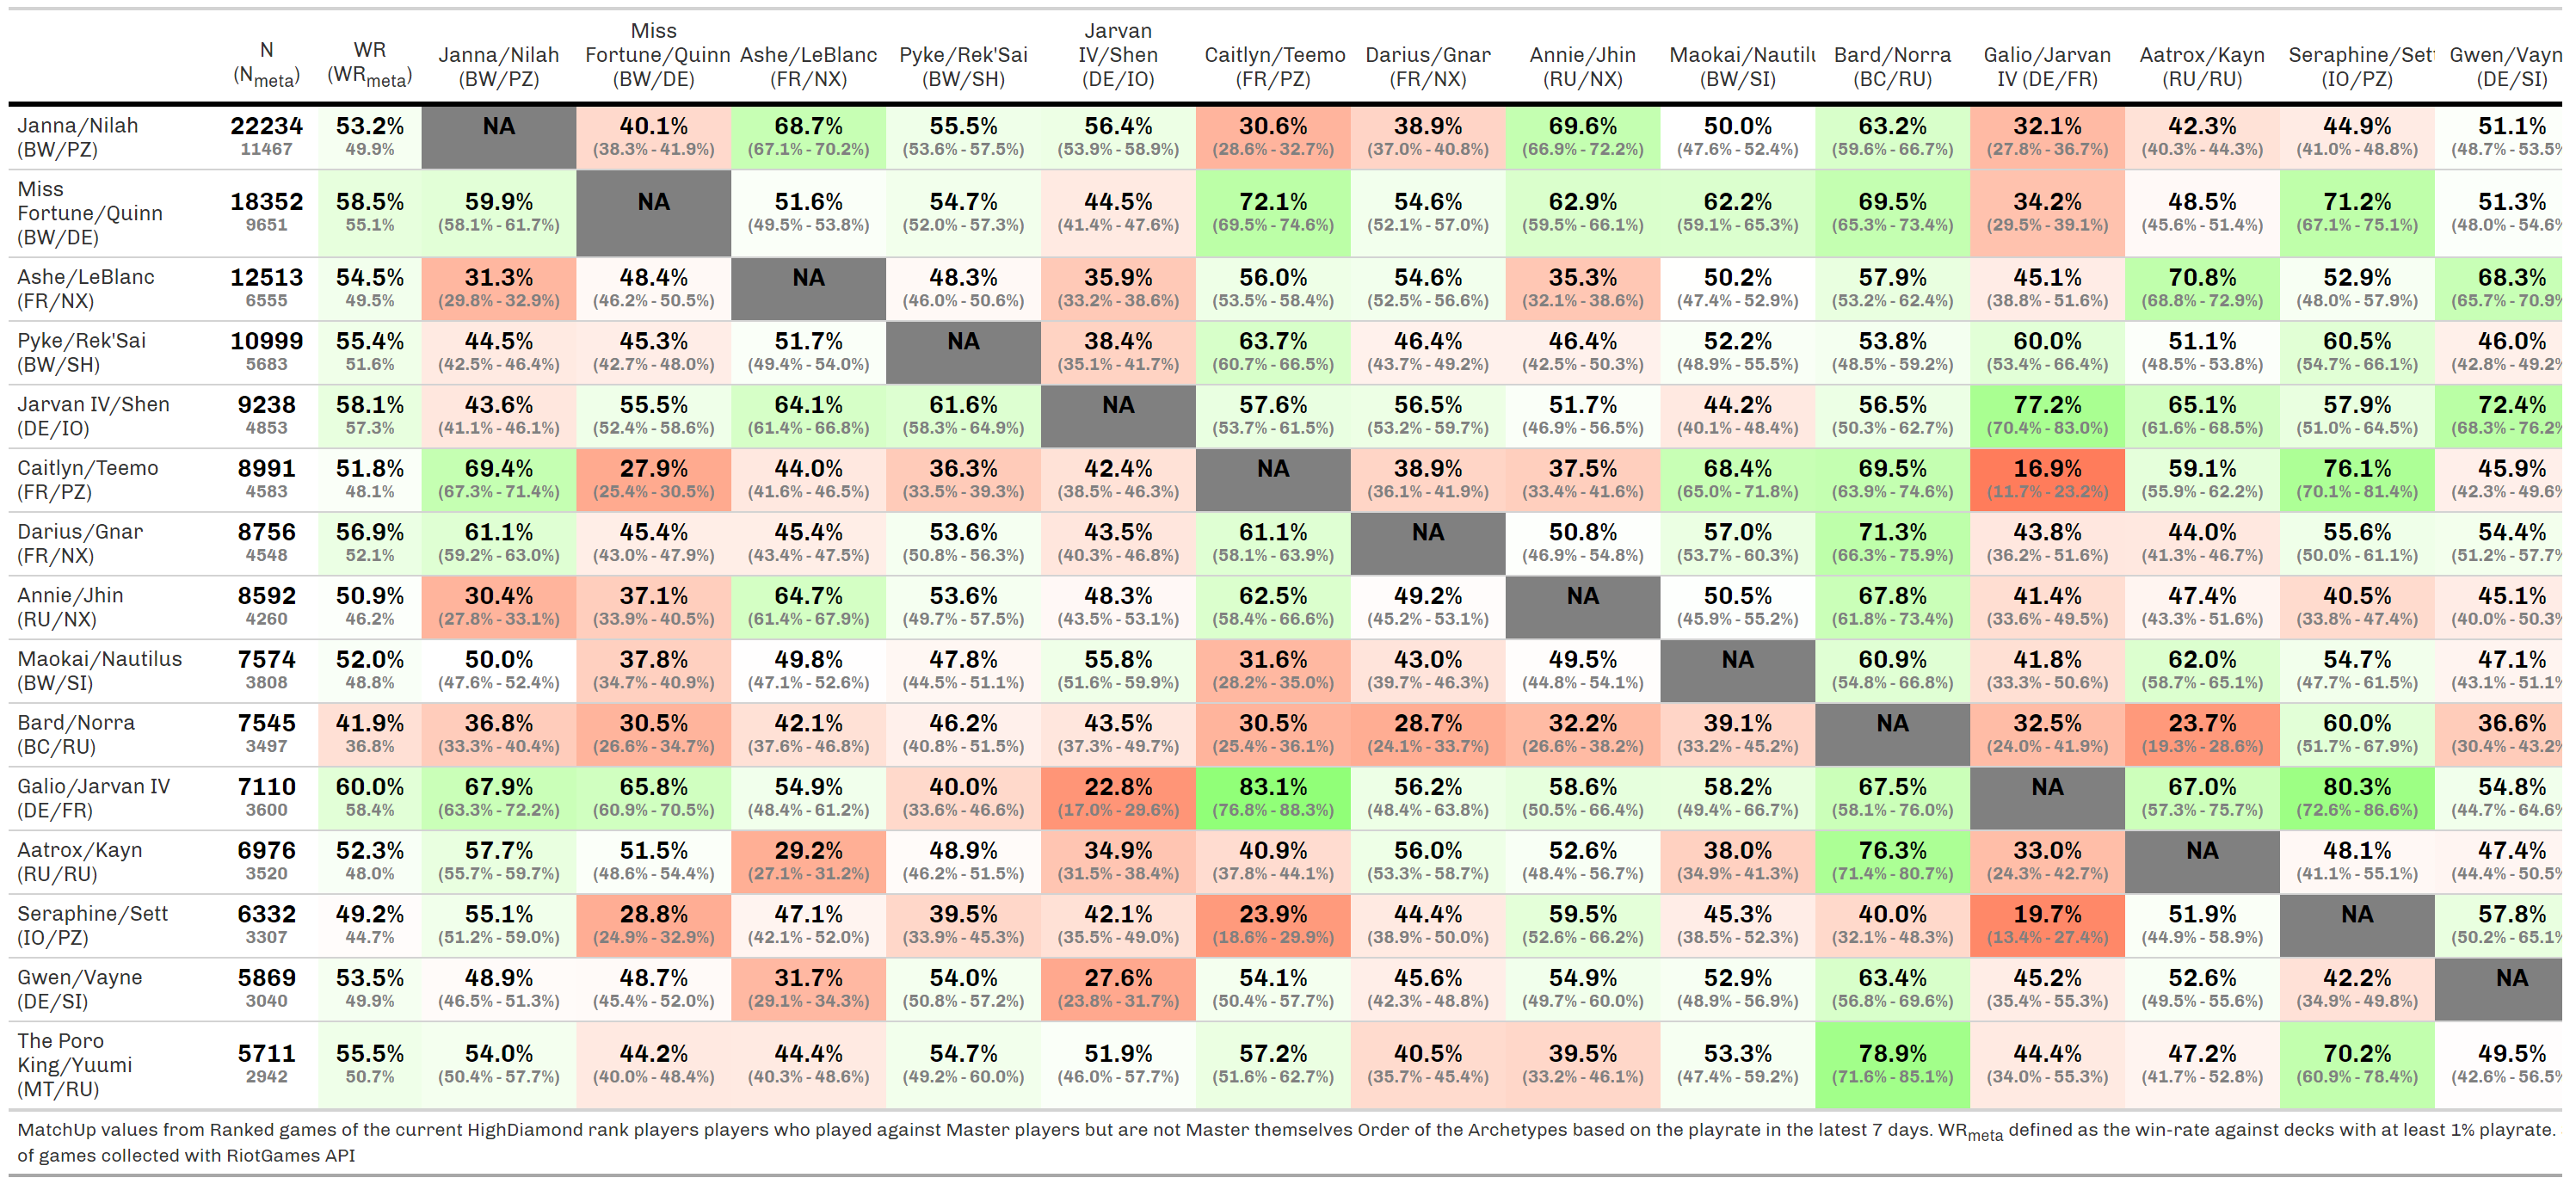 Miss Jarvan
N WR Janna/Nilah Fortune/Quinn Ashe/LeBlanc Pyke/Rek'Sai IV/Shen Caitlyn/Teemo Darius/Gnar Annie/Jhin Maokai/Nautilu Bard/Norra Galio/Jarvan Aatrox/Kayn Seraphine/Set Gwen/Vayn
(Nmeta) (WRmeta) (BW/PZ) (BW/DE) (FR/NX) (BW/SH) (DE/IO) (FR/PZ) (FR/NX) (RU/NX) (BW/SI) (BC/RU) IV (DE/FR) (RU/RU) (IO/PZ) (DE/SI)
Janna/Nilah 22234 53.2% NA 40.1% 68.7% 55.5% 56.4% 30.6% 38.9% 69.6% 50.0% 63.2% 32.1% 42.3% 44.9% 51.1%
(BW/PZ) 11467 49.9% (38.3% - 41.9%) (67.1% - 70.2%) (53.6% - 57.5%) (53.9% - 58.9%) (28.6% - 32.7%) (37.0% - 40.8%) (66.9% - 72.2%) (47.6% - 52.4%) (59.6% - 66.7%) (27.8% - 36.7%) (40.3% - 44.3%) (41.0% - 48.8%) (48.7% - 53.5%
Miss
Fortune/Quinn 18352 58.5% 59.9% NA 51.6% 54.7% 44.5% 72.1% 54.6% 62.9% 62.2% 69.5% 34.2% 48.5% 71.2% 51.3%
(BW/DE) 9651 55.1% (58.1% - 61.7%) (49.5% - 53.8%) (52.0% - 57.3%) (41.4% - 47.6%) (69.5% - 74.6%) (52.1% - 57.0%) (59.5% - 66.1%) (59.1% - 65.3%) (65.3% - 73.4%) (29.5% - 39.1%) (45.6% - 51.4%) (67.1% - 75.1%) (48.0% - 54.6%
Ashe/LeBlanc 12513 54.5% 31.3% 48.4% NA 48.3% 35.9% 56.0% 54.6% 35.3% 50.2% 57.9% 45.1% 70.8% 52.9% 68.3%
(FR/NX) 6555 49.5% (29.8% - 32.9%) (46.2% - 50.5%) (46.0% - 50.6%) (33.2% - 38.6%) (53.5% - 58.4%) (52.5% - 56.6%) (32.1% - 38.6%) (47.4% - 52.9%) (53.2% - 62.4%) (38.8% - 51.6%) (68.8% - 72.9%) (48.0% - 57.9%) (65.7% - 70.9%
Pyke/Rek'Sai 10999 55.4% 44.5% 45.3% 51.7% NA 38.4% 63.7% 46.4% 46.4% 52.2% 53.8% 60.0% 51.1% 60.5% 46.0%
(BW/SH) 5683 51.6% (42.5% - 46.4%) (42.7% - 48.0%) (49.4% - 54.0%) (35.1% - 41.7%) (60.7% - 66.5%) (43.7% - 49.2%) (42.5% - 50.3%) (48.9% - 55.5%) (48.5% - 59.2%) (53.4% - 66.4%) (48.5% - 53.8%) (54.7% - 66.1%) (42.8% - 49.2%
Jarvan IV/Shen 9238 58.1% 43.6% 55.5% 64.1% 61.6% NA 57.6% 56.5% 51.7% 44.2% 56.5% 77.2% 65.1% 57.9% 72.4%
(DE/IO) 4853 57.3% (41.1% - 46.1%) (52.4% - 58.6%) (61.4% - 66.8%) (58.3% - 64.9%) (53.7% - 61.5%) (53.2% - 59.7%) (46.9% - 56.5%) (40.1% - 48.4%) (50.3% - 62.7%) (70.4% - 83.0%) (61.6% - 68.5%) (51.0% - 64.5%) (68.3% - 76.2%
Caitlyn/Teemo 8991 51.8% 69.4% 27.9% 44.0% 36.3% 42.4% NA 38.9% 37.5% 68.4% 69.5% 16.9% 59.1% 76.1% 45.9%
(FR/PZ) 4583 48.1% (67.3% - 71.4%) (25.4% - 30.5%) (41.6% - 46.5%) (33.5% - 39.3%) (38.5% - 46.3%) (36.1% - 41.9%) (33.4% - 41.6%) (65.0% - 71.8%) (63.9% - 74.6%) (11.7% - 23.2%) (55.9% - 62.2%) (70.1% - 81.4%) (42.3% - 49.6%
Darius/Gnar 8756 56.9% 61.1% 45.4% 45.4% 53.6% 43.5% 61.1% NA 50.8% 57.0% 71.3% 43.8% 44.0% 55.6% 54.4%
(FR/NX) 4548 52.1% (59.2% - 63.0%) (43.0% - 47.9%) (43.4% - 47.5%) (50.8% - 56.3%) (40.3% - 46.8%) (58.1% - 63.9%) (46.9% - 54.8%) (53.7% - 60.3%) (66.3% - 75.9%) (36.2% - 51.6%) (41.3% - 46.7%) (50.0% - 61.1%) (51.2% - 57.7%
Annie/Jhin 8592 50.9% 30.4% 37.1% 64.7% 53.6% 48.3% 62.5% 49.2% NA 50.5% 67.8% 41.4% 47.4% 40.5% 45.1%
(RU/NX) 4260 46.2% (27.8% - 33.1%) (33.9% - 40.5%) (61.4% - 67.9%) (49.7% - 57.5%) (43.5% - 53.1%) (58.4% - 66.6%) (45.2% - 53.1%) (45.9% - 55.2%) (61.8% - 73.4%) (33.6% - 49.5%) (43.3% - 51.6%) (33.8% - 47.4%) (40.0% - 50.3%
Maokai/Nautilus 7574 52.0% 50.0% 37.8% 49.8% 47.8% 55.8% 31.6% 43.0% 49.5% NA 60.9% 41.8% 62.0% 54.7% 47.1%
(BW/SI) 3808 48.8% (47.6% - 52.4%) (34.7% - 40.9%) (47.1% - 52.6%) (44.5% - 51.1%) (51.6% - 59.9%) (28.2% - 35.0%) (39.7% - 46.3%) (44.8% - 54.1%) (54.8% - 66.8%) (33.3% - 50.6%) (58.7% - 65.1%) (47.7% - 61.5%) (43.1% - 51.1%
Bard/Norra 7545 41.9% 36.8% 30.5% 42.1% 46.2% 43.5% 30.5% 28.7% 32.2% 39.1% NA 32.5% 23.7% 60.0% 36.6%
(BC/RU) 3497 36.8% (33.3% - 40.4%) (26.6% - 34.7%) (37.6% - 46.8%) (40.8% - 51.5%) (37.3% - 49.7%) (25.4% - 36.1%) (24.1% - 33.7%) (26.6% - 38.2%) (33.2% - 45.2%) (24.0% - 41.9%) (19.3% - 28.6%) (51.7% - 67.9%) (30.4% - 43.2%
Galio/Jarvan IV 7110 60.0% 67.9% 65.8% 54.9% 40.0% 22.8% 83.1% 56.2% 58.6% 58.2% 67.5% NA 67.0% 80.3% 54.8%
(DE/FR) 3600 58.4% (63.3% - 72.2%) (60.9% - 70.5%) (48.4% - 61.2%) (33.6% - 46.6%) (17.0% - 29.6%) (76.8% - 88.3%) (48.4% - 63.8%) (50.5% - 66.4%) (49.4% - 66.7%) (58.1% - 76.0%) (57.3% - 75.7%) (72.6% - 86.6%) (44.7% - 64.6%
Aatrox/Kayn 6976 52.3% 57.7% 51.5% 29.2% 48.9% 34.9% 40.9% 56.0% 52.6% 38.0% 76.3% 33.0% NA 48.1% 47.4%
(RU/RU) 3520 48.0% (55.7% - 59.7%) (48.6% - 54.4%) (27.1% - 31.2%) (46.2% - 51.5%) (31.5% - 38.4%) (37.8% - 44.1%) (53.3% - 58.7%) (48.4% - 56.7%) (34.9% - 41.3%) (71.4% - 80.7%) (24.3% - 42.7%) (41.1% - 55.1%) (44.4% - 50.5%
Seraphine/Sett 6332 49.2% 55.1% 28.8% 47.1% 39.5% 42.1% 23.9% 44.4% 59.5% 45.3% 40.0% 19.7% 51.9% NA 57.8%
(IO/PZ) 3307 44.7% (51.2% - 59.0%) (24.9% - 32.9%) (42.1% - 52.0%) (33.9% - 45.3%) (35.5% - 49.0%) (18.6% - 29.9%) (38.9% - 50.0%) (52.6% - 66.2%) (38.5% - 52.3%) (32.1% - 48.3%) (13.4% - 27.4%) (44.9% - 58.9%) (50.2% - 65.1%
Gwen/Vayne 5869 53.5% 48.9% 48.7% 31.7% 54.0% 27.6% 54.1% 45.6% 54.9% 52.9% 63.4% 45.2% 52.6% 42.2% NA
(DE/SI) 3040 49.9% (46.5% - 51.3%) (45.4% - 52.0%) (29.1% - 34.3%) (50.8% - 57.2%) (23.8% - 31.7%) (50.4% - 57.7%) (42.3% - 48.8%) (49.7% - 60.0%) (48.9% - 56.9%) (56.8% - 69.6%) (35.4% - 55.3%) (49.5% - 55.6%) (34.9% - 49.8%)
The Poro
King/Yuumi 5711 55.5% 54.0% 44.2% 44.4% 54.7% 51.9% 57.2% 40.5% 39.5% 53.3% 78.9% 44.4% 47.2% 70.2% 49.5%
(MT/RU) 2942 50.7% (50.4% - 57.7%) (40.0% - 48.4%) (40.3% - 48.6%) (49.2% - 60.0%) (46.0% - 57.7%) (51.6% - 62.7%) (35.7% - 45.4%) (33.2% - 46.1%) (47.4% - 59.2%) (71.6% - 85.1%) (34.0% - 55.3%) (41.7% - 52.8%) (60.9% - 78.4%) (42.6% - 56.5%
MatchUp values from Ranked games of the current HighDiamond rank players players who played against Master players but are not Master themselves Order of the Archetypes based on the playrate in the latest 7 days. WRmeta defined as the win-rate against decks with at least 1% playrate.
of games collected with RiotGames API